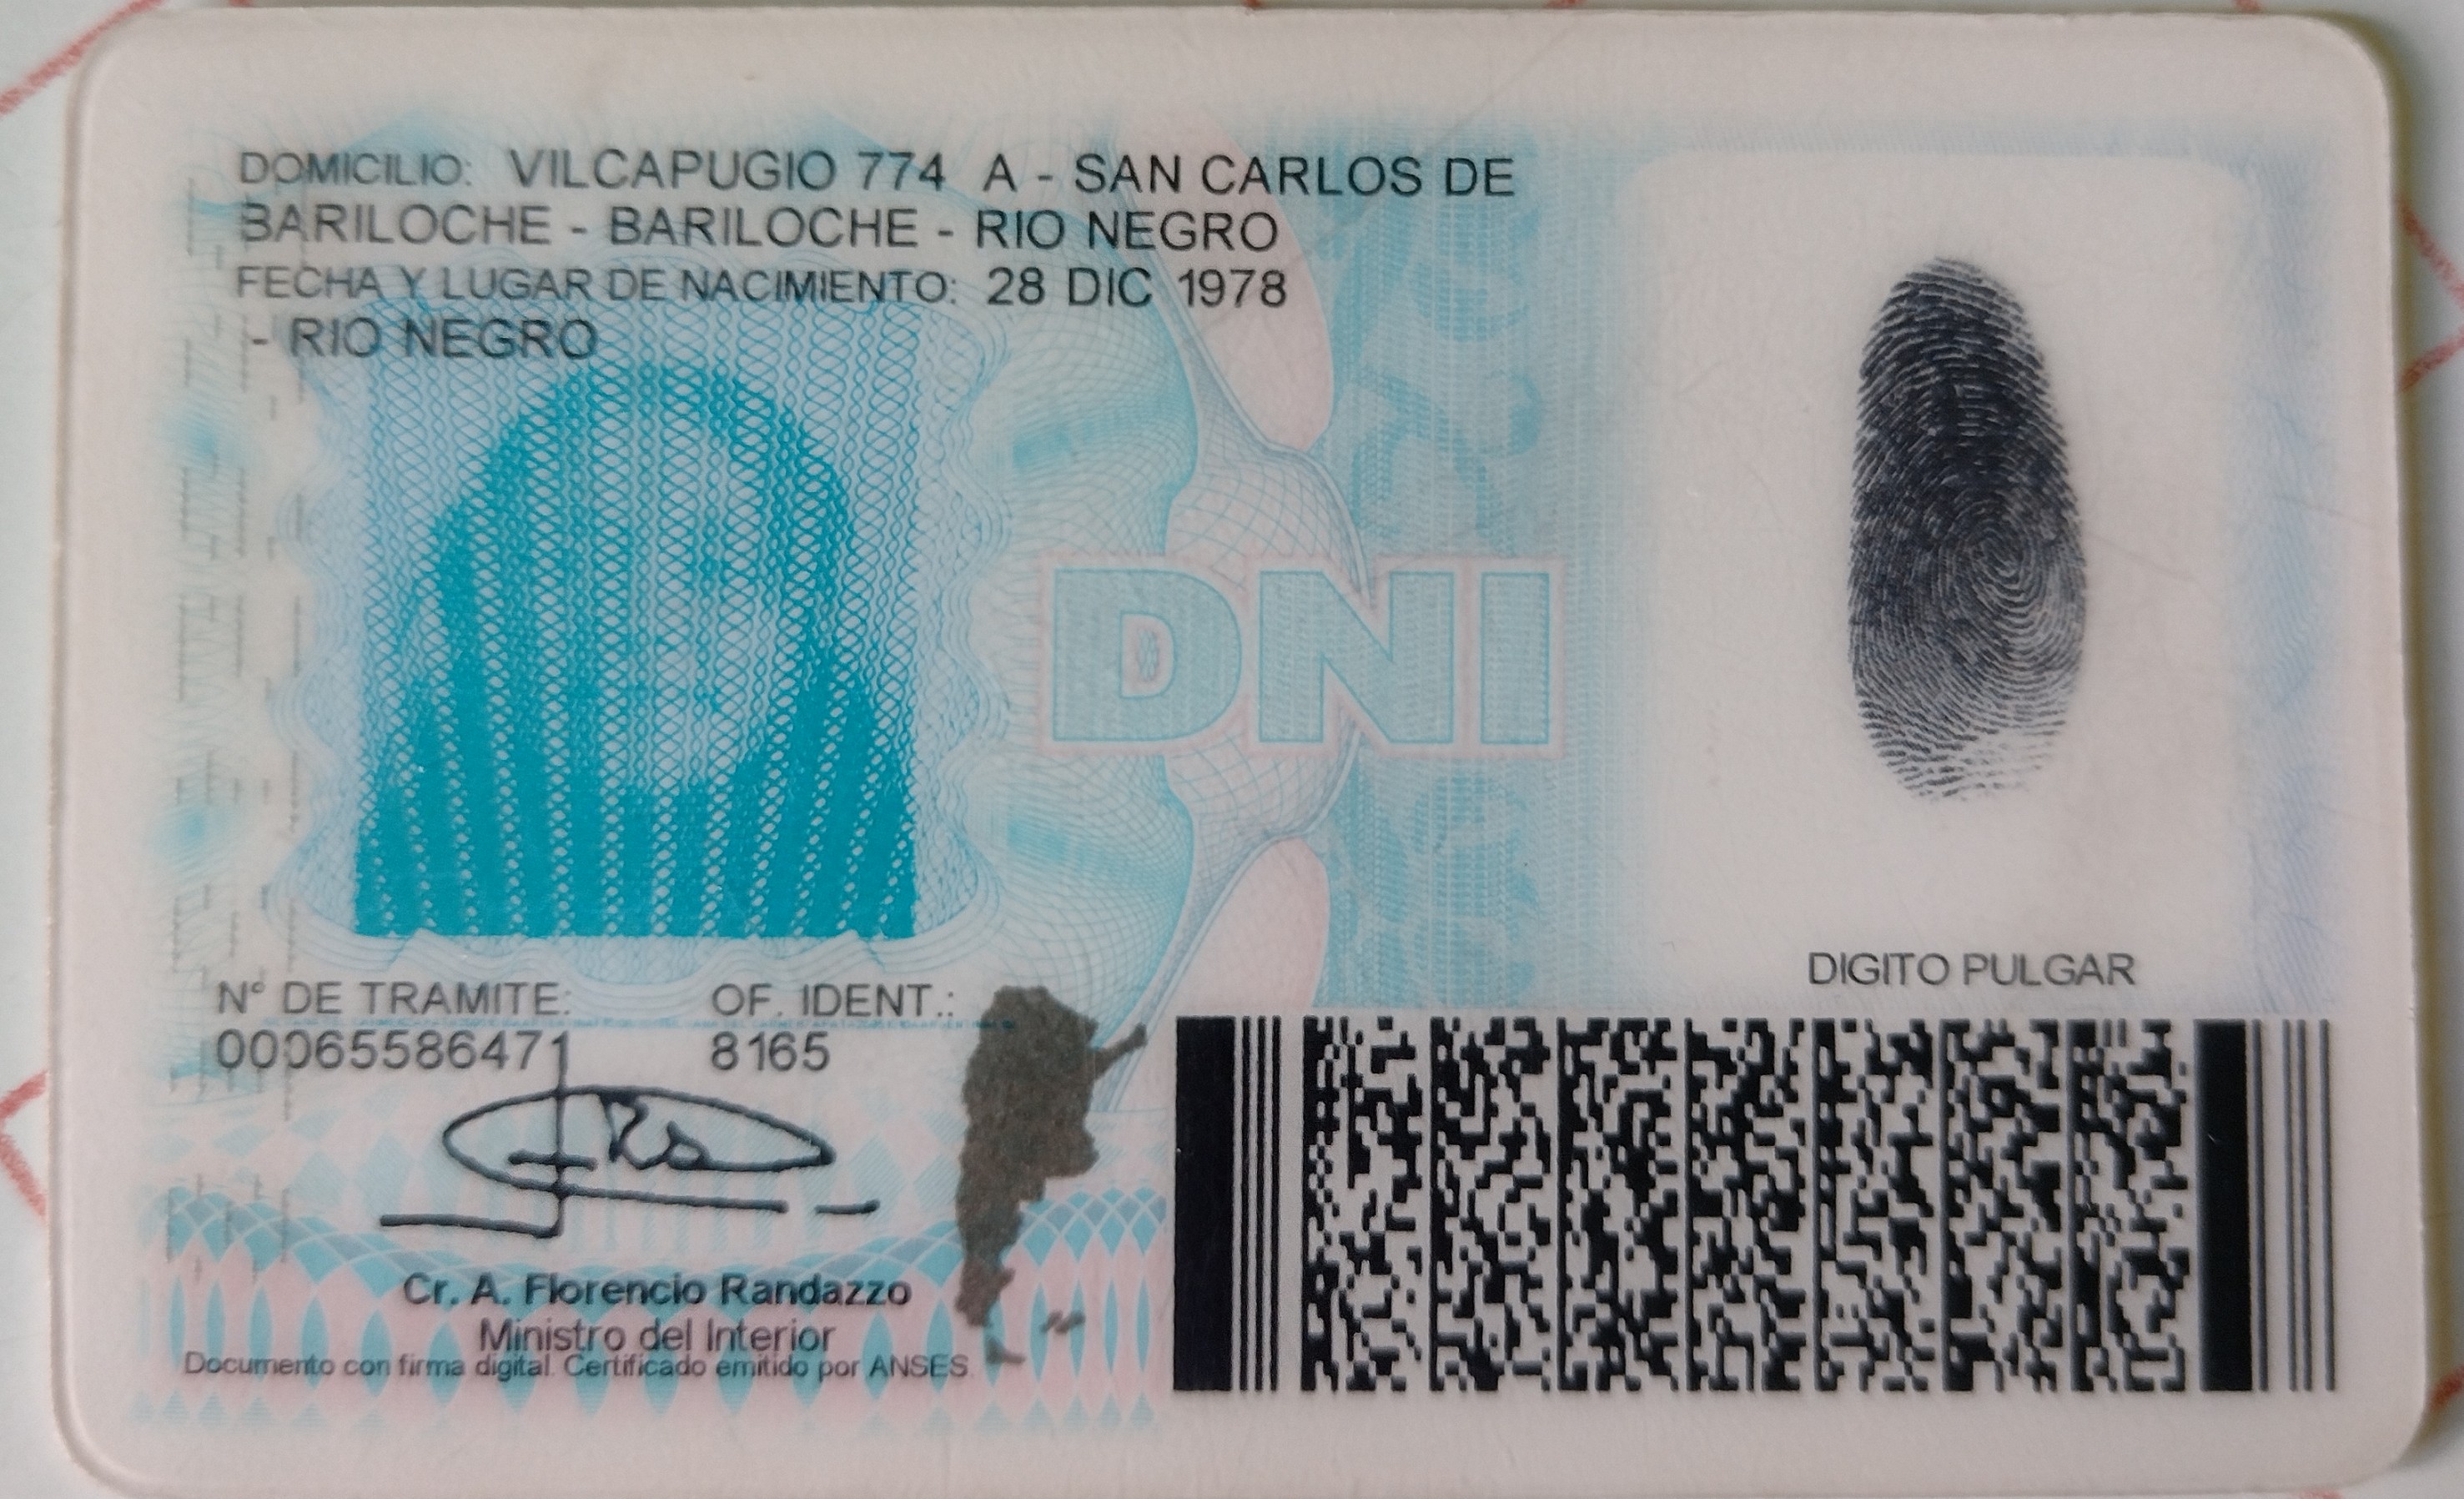 DOMICILIO: VILCAPUGIO 774 A - SAN CARLOS DE
BARILOCHE - BARILOCHE - RIO NEGRO
FECHA Y LUGAR DE NACIMIENTO: 28 DIC 1978
- RIO NEGRO
DNI
DIGITO PULGAR
N° DE TRAMITE: OF. IDENT.:
00065586471 8165
Cr. A. Florencio Randazzo
Ministro del Interior
Documento con firma digital. Certificado emitido por ANSES.